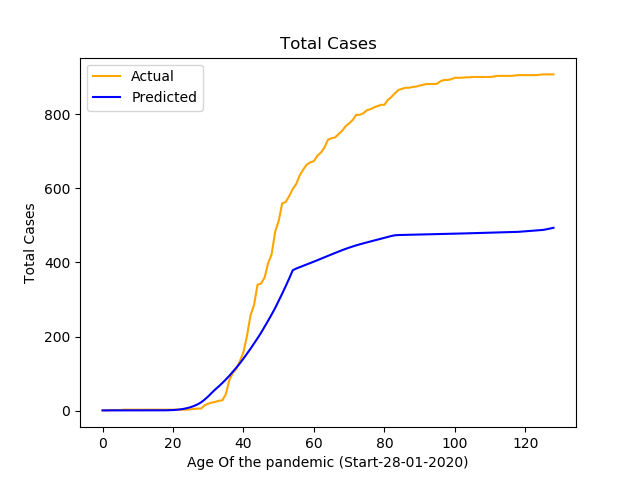 Total Cases
Actual
Predicted
Total Cases
800
600
400
200
0
0 20 40 60 80 100 120
Age Of the pandemic (Start-28-01-2020)